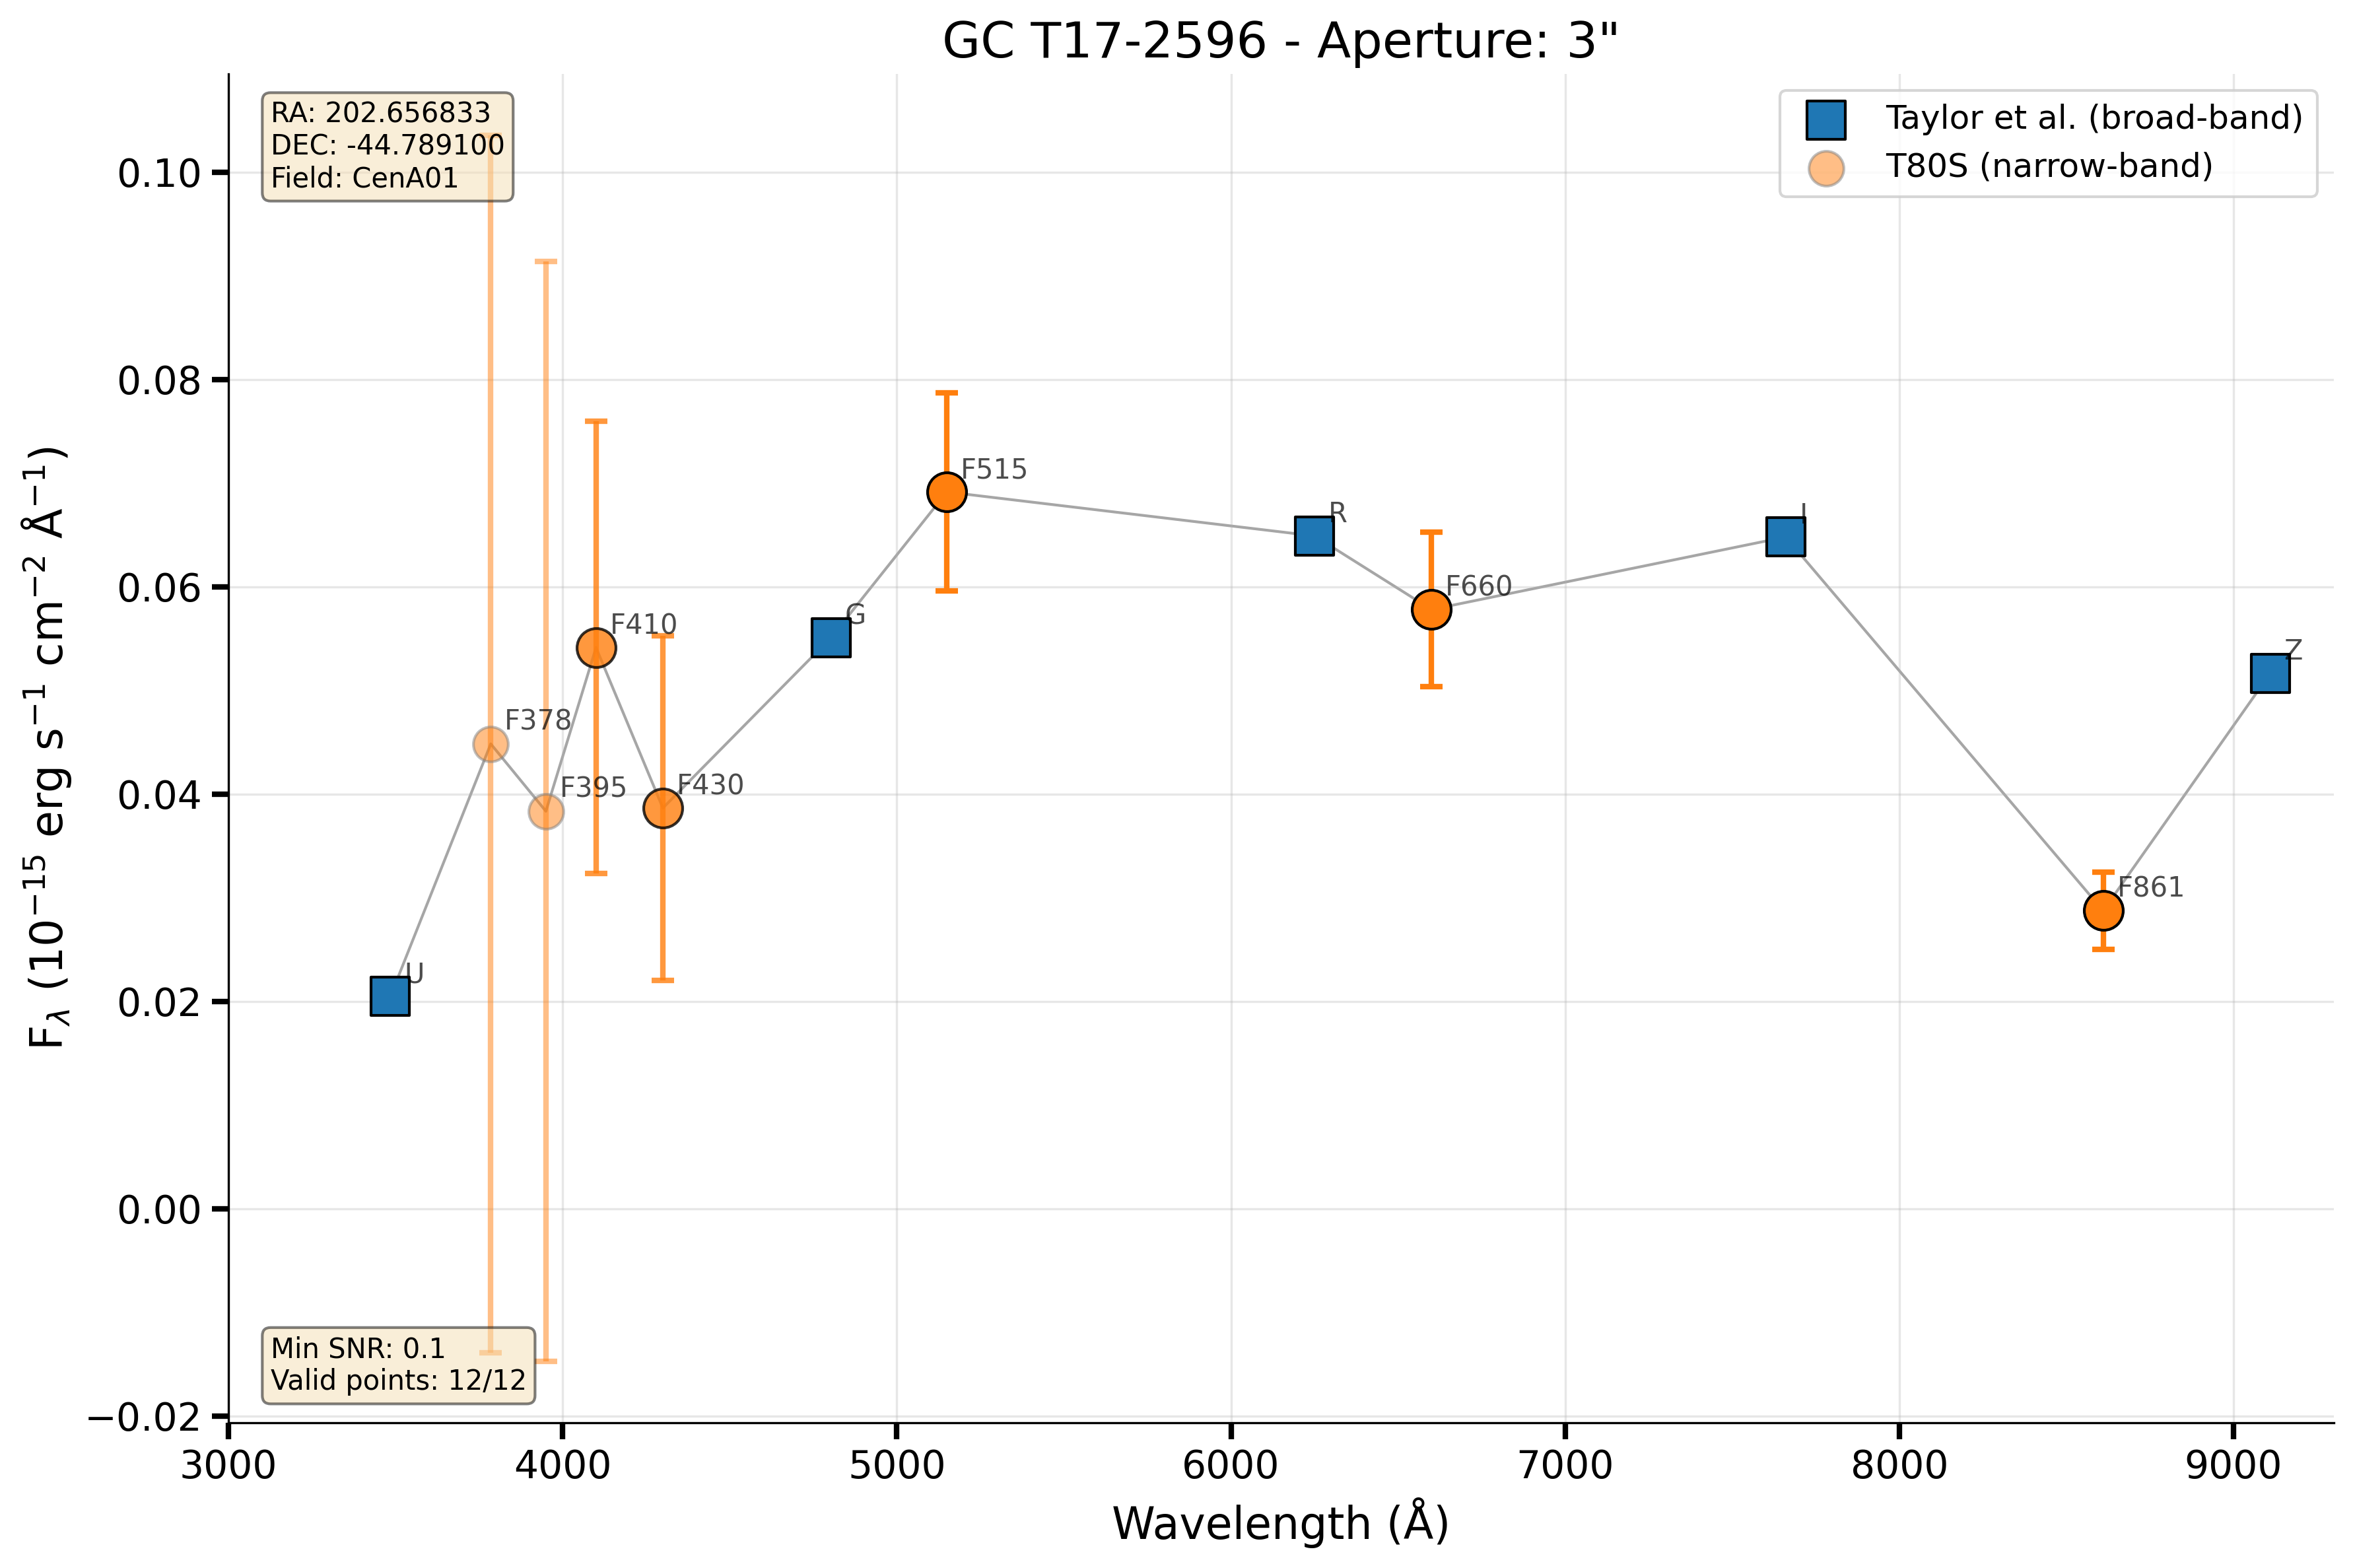 GC T17-2596 - Aperture: 3"
RA: 202.656833
DEC: -44.789100
Field: CenA01
Taylor et al. (broad-band)
T80S (narrow-band)
F_λ (10⁻¹⁵ erg s⁻¹ cm⁻² Å⁻¹)
0.10
0.08
0.06
0.04
0.02
0.00
−0.02
U
F378
F395
F410
F430
G
F515
R
F660
I
F861
Z
Min SNR: 0.1
Valid points: 12/12
3000 4000 5000 6000 7000 8000 9000
Wavelength (Å)